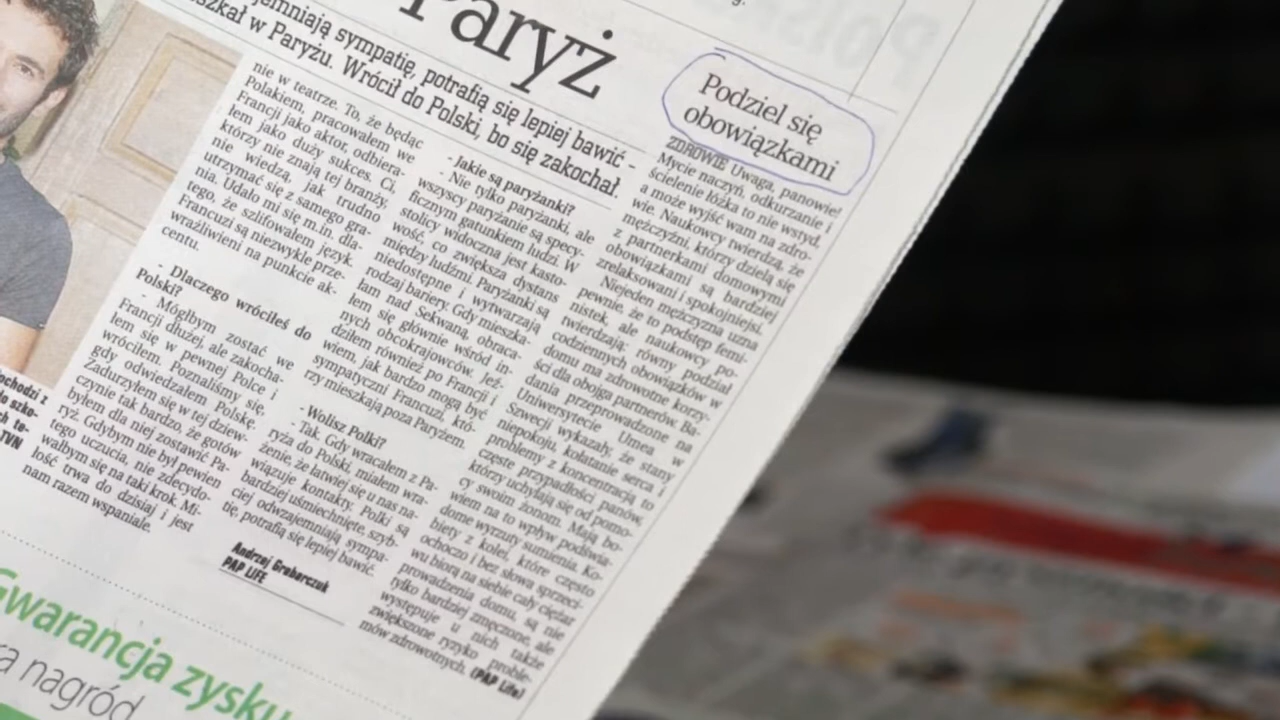 Paryż
emniają sympatię, potrafią się lepiej bawić –
szkał w Paryżu. Wrócił do Polski, bo się zakochał.
nie w teatrze. To, że będąc
Polakiem, pracowałem we
Francji jako aktor, odbiera-
łem jako duży sukces. Ci,
którzy nie znają tej branży,
nie wiedzą, jak trudno
utrzymać się z samego gra-
nia. Udało mi się m.in. dla-
tego, że szlifowałem język.
Francuzi są niezwykle prze-
wrażliwieni na punkcie ak-
centu.
- Dlaczego wróciłeś do
Polski?
- Mógłbym zostać we
Francji dłużej, ale zakocha-
łem się w pewnej Polce i
wróciłem. Poznaliśmy się,
gdy odwiedzałem Polskę.
Zadurzyłem się w tej dziew-
czynie tak bardzo, że gotów
byłem dla niej zostawić Pa-
ryż. Gdybym nie był pewien
tego uczucia, nie zdecydo-
wałbym się na taki krok. Mi-
łość trwa do dzisiaj i jest
nam razem wspaniale.
- Jakie są paryżanki?
- Nie tylko paryżanki, ale
wszyscy paryżanie są specy-
ficznym gatunkiem ludzi. W
stolicy widoczna jest kasto-
wość, co zwiększa dystans
między ludźmi. Paryżanki są
niedostępne i wytwarzają
rodzaj bariery. Gdy mieszka-
łam nad Sekwaną, obraca-
łem się głównie wśród in-
nych obcokrajowców. Jeź-
dziłem również po Francji i
wiem, jak bardzo mogą być
sympatyczni Francuzi, któ-
rzy mieszkają poza Paryżem.
- Wolisz Polki?
- Tak. Gdy wracałem z Pa-
ryża do Polski, miałem wra-
żenie, że łatwiej się u nas na-
wiązuje kontakty. Polki są
bardziej uśmiechnięte, szyb-
ciej odwzajemniają sympa-
tię, potrafią się lepiej bawić.
Andrzej Grabarczuk
PAP LIFE
Podziel się
obowiązkami
ZDROWIE Uwaga, panowie!
Mycie naczyń, odkurzanie i
ścielenie łóżka to nie wstyd,
a może wyjść wam na zdro-
wie. Naukowcy twierdzą, że
mężczyźni, którzy dzielą się
z partnerkami domowymi
obowiązkami są bardziej
zrelaksowani i spokojniejsi.
Niejeden mężczyzna uzna
pewnie, że to podstęp femi-
nistek, ale naukowcy po-
twierdzają: równy podział
codziennych obowiązków w
domu ma zdrowotne korzy-
ści dla obojga partnerów. Ba-
dania przeprowadzone na
Uniwersytecie Umea w
Szwecji wykazały, że stany
niepokoju, kołatanie serca i
problemy z koncentracją to
częste przypadłości panów,
którzy uchylają się od pomo-
cy swoim żonom. Mają bo-
wiem na to wpływ podświa-
dome wyrzuty sumienia. Ko-
biety z kolei, które często
ochoczo i bez słowa sprzeci-
wu biorą na siebie cały ciężar
prowadzenia domu, są nie
tylko bardziej zmęczone, ale
występuje u nich także
zwiększone ryzyko proble-
mów zdrowotnych. (PAP Life)
ochodzi z
TVN
Gwarancja zysku
ra nagród